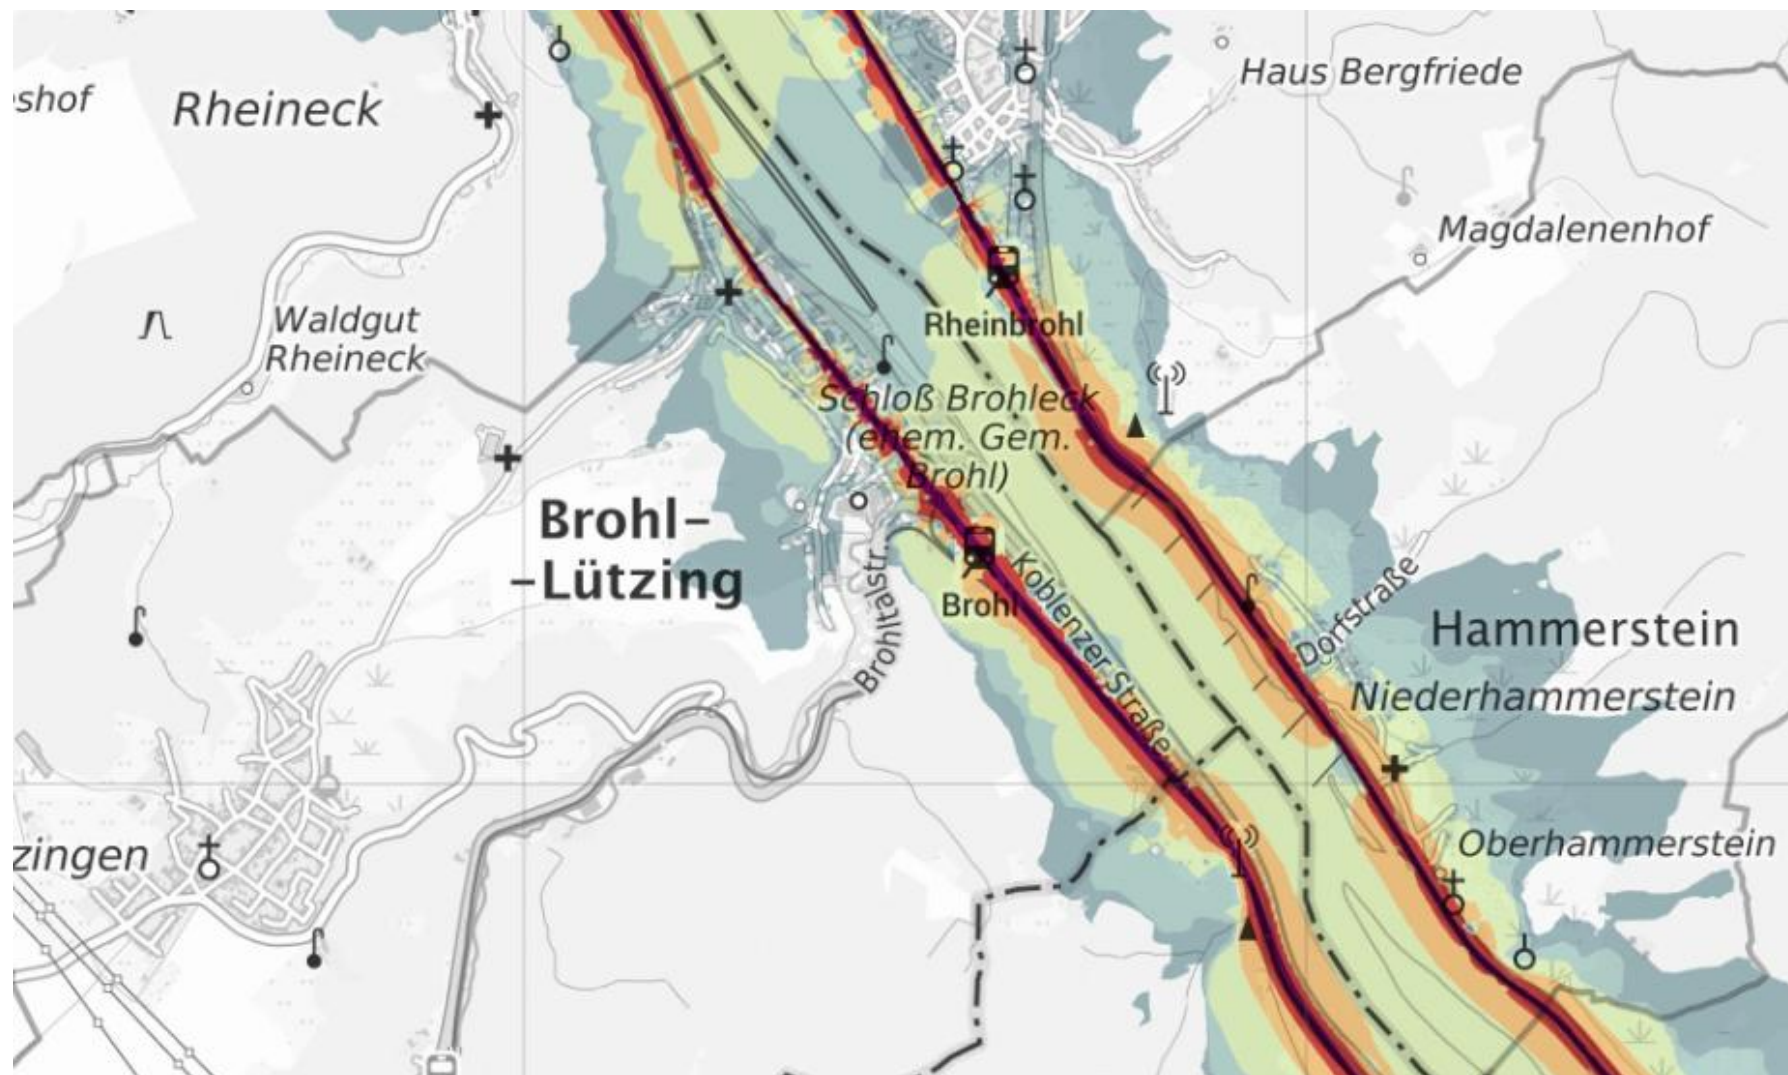 Haus Bergfriede
eshof
Rheineck
Magdalenenhof
Waldgut
Rheineck
Rheinbrohl
Schloß Brohleck
(ehem. Gem.
Brohl)
Brohl-
-Lützing
Brohl
Koblenzer Straße
Brohltalstr.
Dorfstraße
Hammerstein
Niederhammerstein
Oberhammerstein
zingen